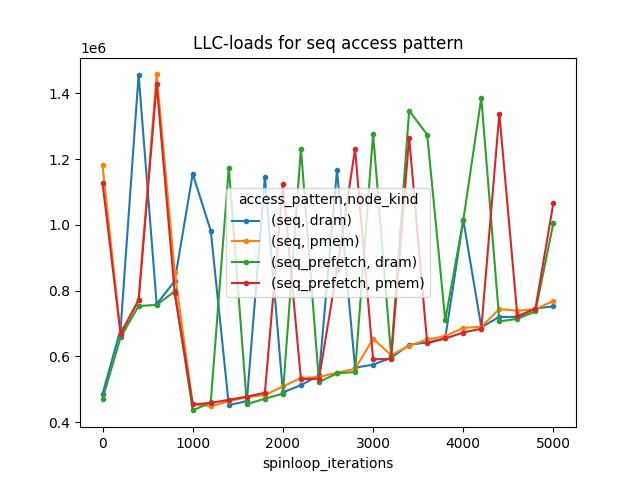 LLC-loads for seq access pattern
1e6
1.4
1.2
1.0
0.8
0.6
0.4
access_pattern,node_kind
(seq, dram)
(seq, pmem)
(seq_prefetch, dram)
(seq_prefetch, pmem)
0 1000 2000 3000 4000 5000
spinloop_iterations